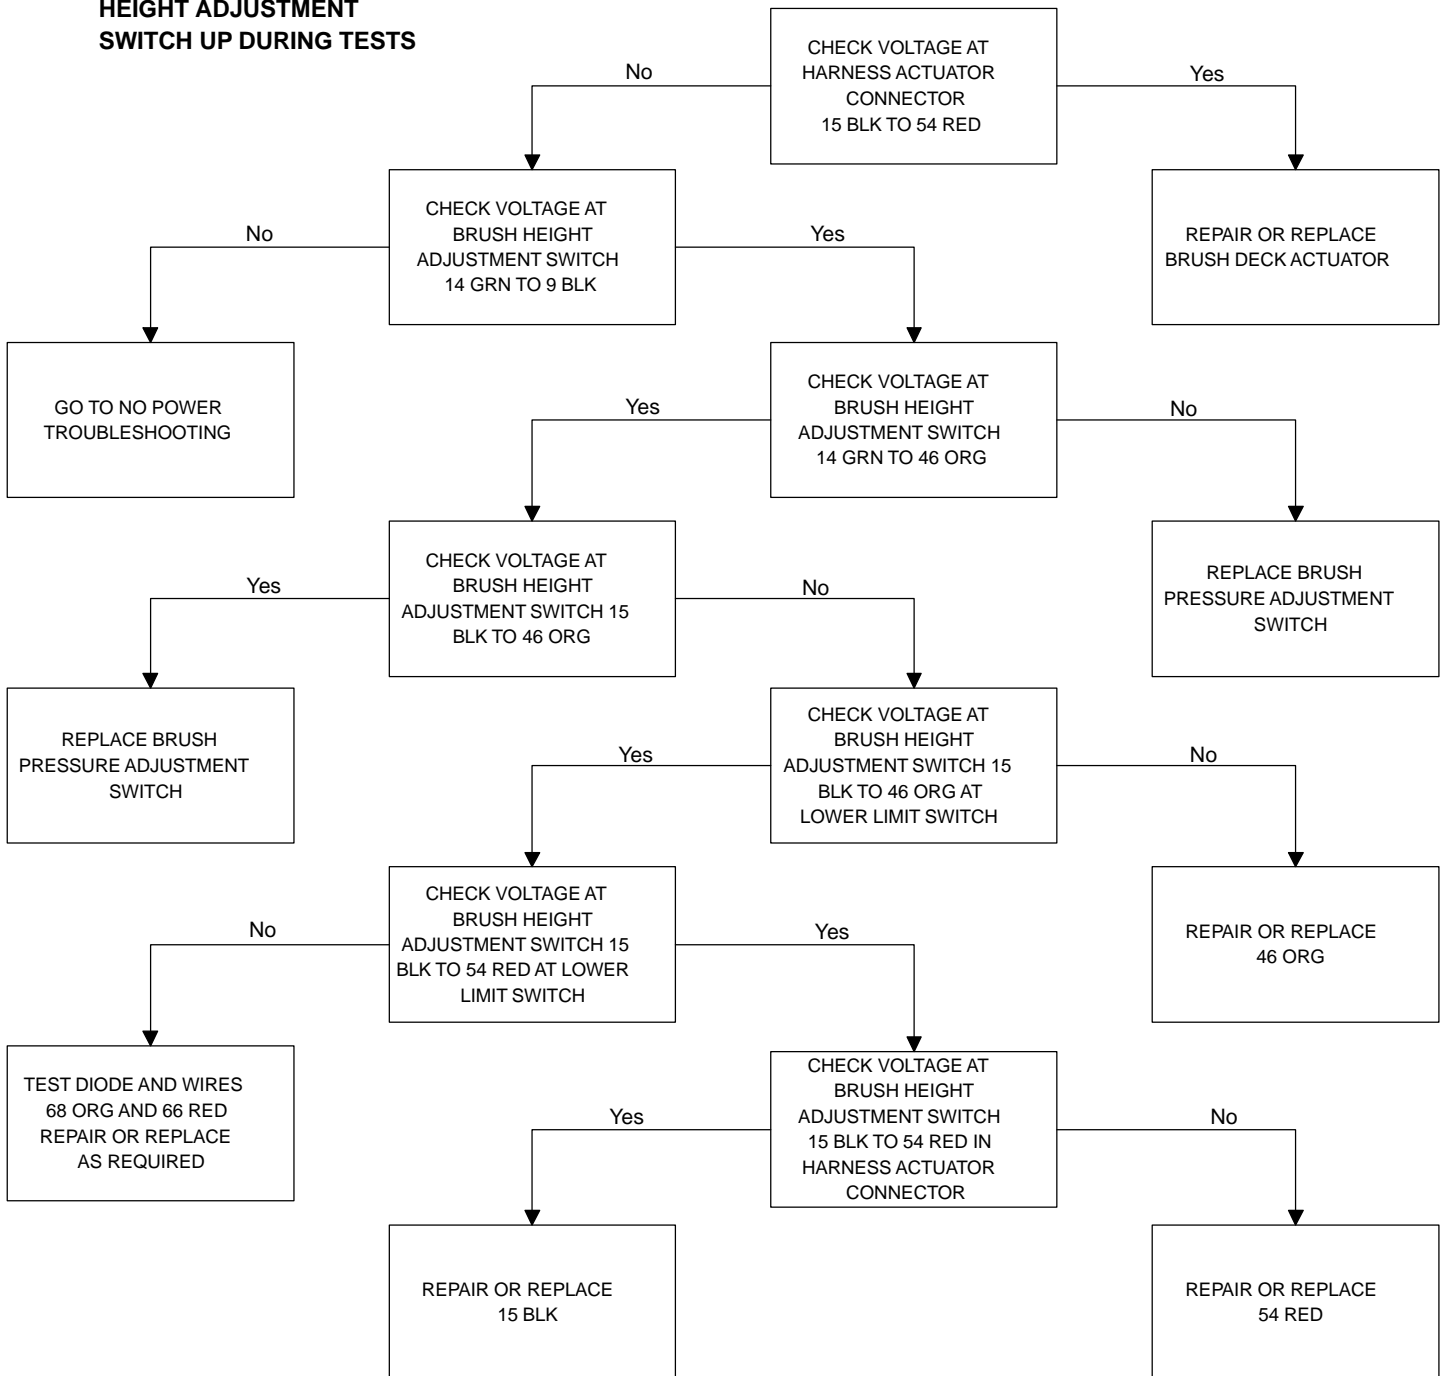 HEIGHT ADJUSTMENT
SWITCH UP DURING TESTS
CHECK VOLTAGE AT
HARNESS ACTUATOR
CONNECTOR
15 BLK TO 54 RED
No
Yes
CHECK VOLTAGE AT
BRUSH HEIGHT
ADJUSTMENT SWITCH
14 GRN TO 9 BLK
REPAIR OR REPLACE
BRUSH DECK ACTUATOR
No
Yes
GO TO NO POWER
TROUBLESHOOTING
CHECK VOLTAGE AT
BRUSH HEIGHT
ADJUSTMENT SWITCH
14 GRN TO 46 ORG
Yes
No
CHECK VOLTAGE AT
BRUSH HEIGHT
ADJUSTMENT SWITCH 15
BLK TO 46 ORG
REPLACE BRUSH
PRESSURE ADJUSTMENT
SWITCH
Yes
No
REPLACE BRUSH
PRESSURE ADJUSTMENT
SWITCH
CHECK VOLTAGE AT
BRUSH HEIGHT
ADJUSTMENT SWITCH 15
BLK TO 46 ORG AT
LOWER LIMIT SWITCH
Yes
No
CHECK VOLTAGE AT
BRUSH HEIGHT
ADJUSTMENT SWITCH 15
BLK TO 54 RED AT LOWER
LIMIT SWITCH
REPAIR OR REPLACE
46 ORG
No
Yes
TEST DIODE AND WIRES
68 ORG AND 66 RED
REPAIR OR REPLACE
AS REQUIRED
CHECK VOLTAGE AT
BRUSH HEIGHT
ADJUSTMENT SWITCH
15 BLK TO 54 RED IN
HARNESS ACTUATOR
CONNECTOR
Yes
No
REPAIR OR REPLACE
15 BLK
REPAIR OR REPLACE
54 RED